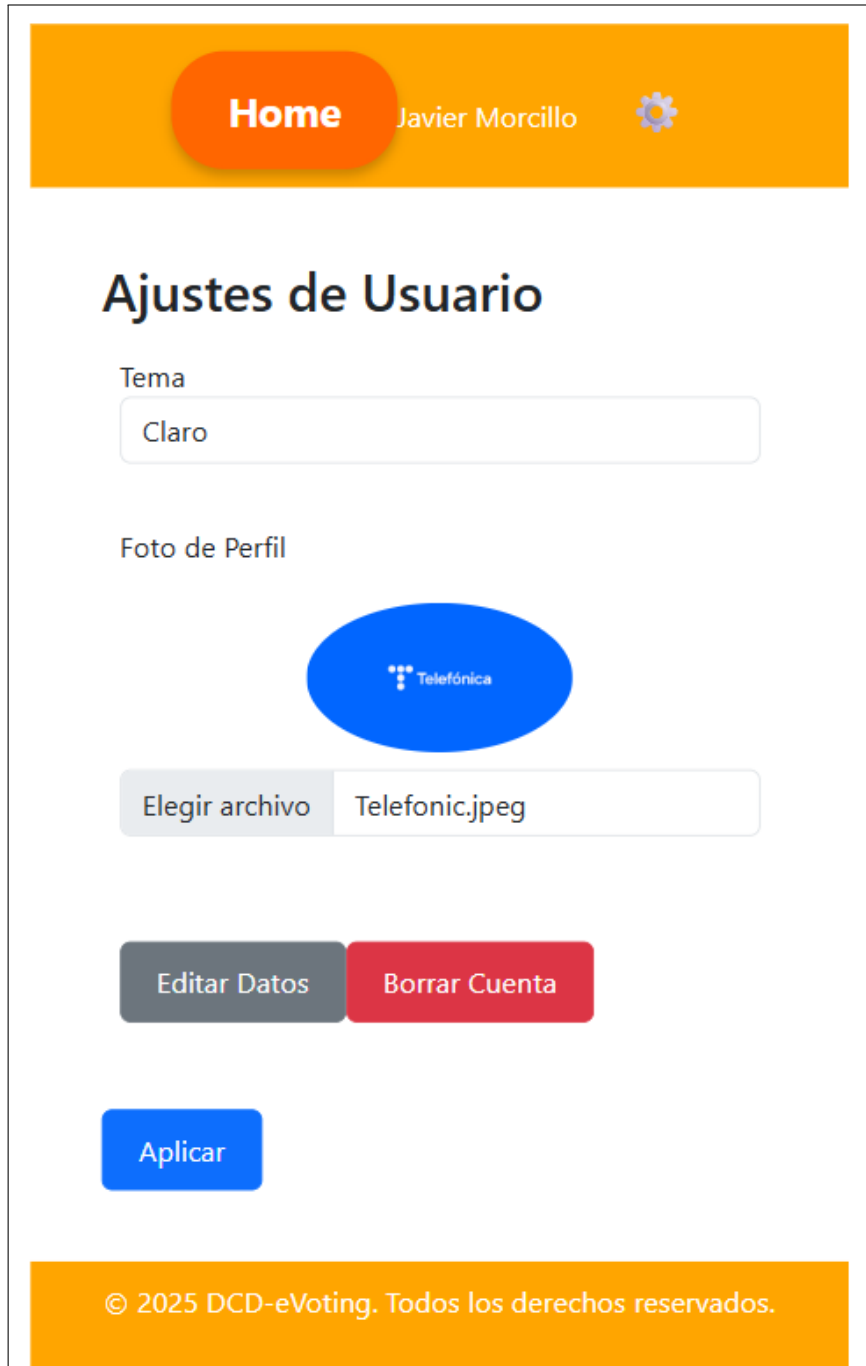 Home Javier Morcillo
Ajustes de Usuario
Tema
Claro
Foto de Perfil
Telefónica
Elegir archivo Telefonic.jpeg
Editar Datos Borrar Cuenta
Aplicar
© 2025 DCD-eVoting. Todos los derechos reservados.